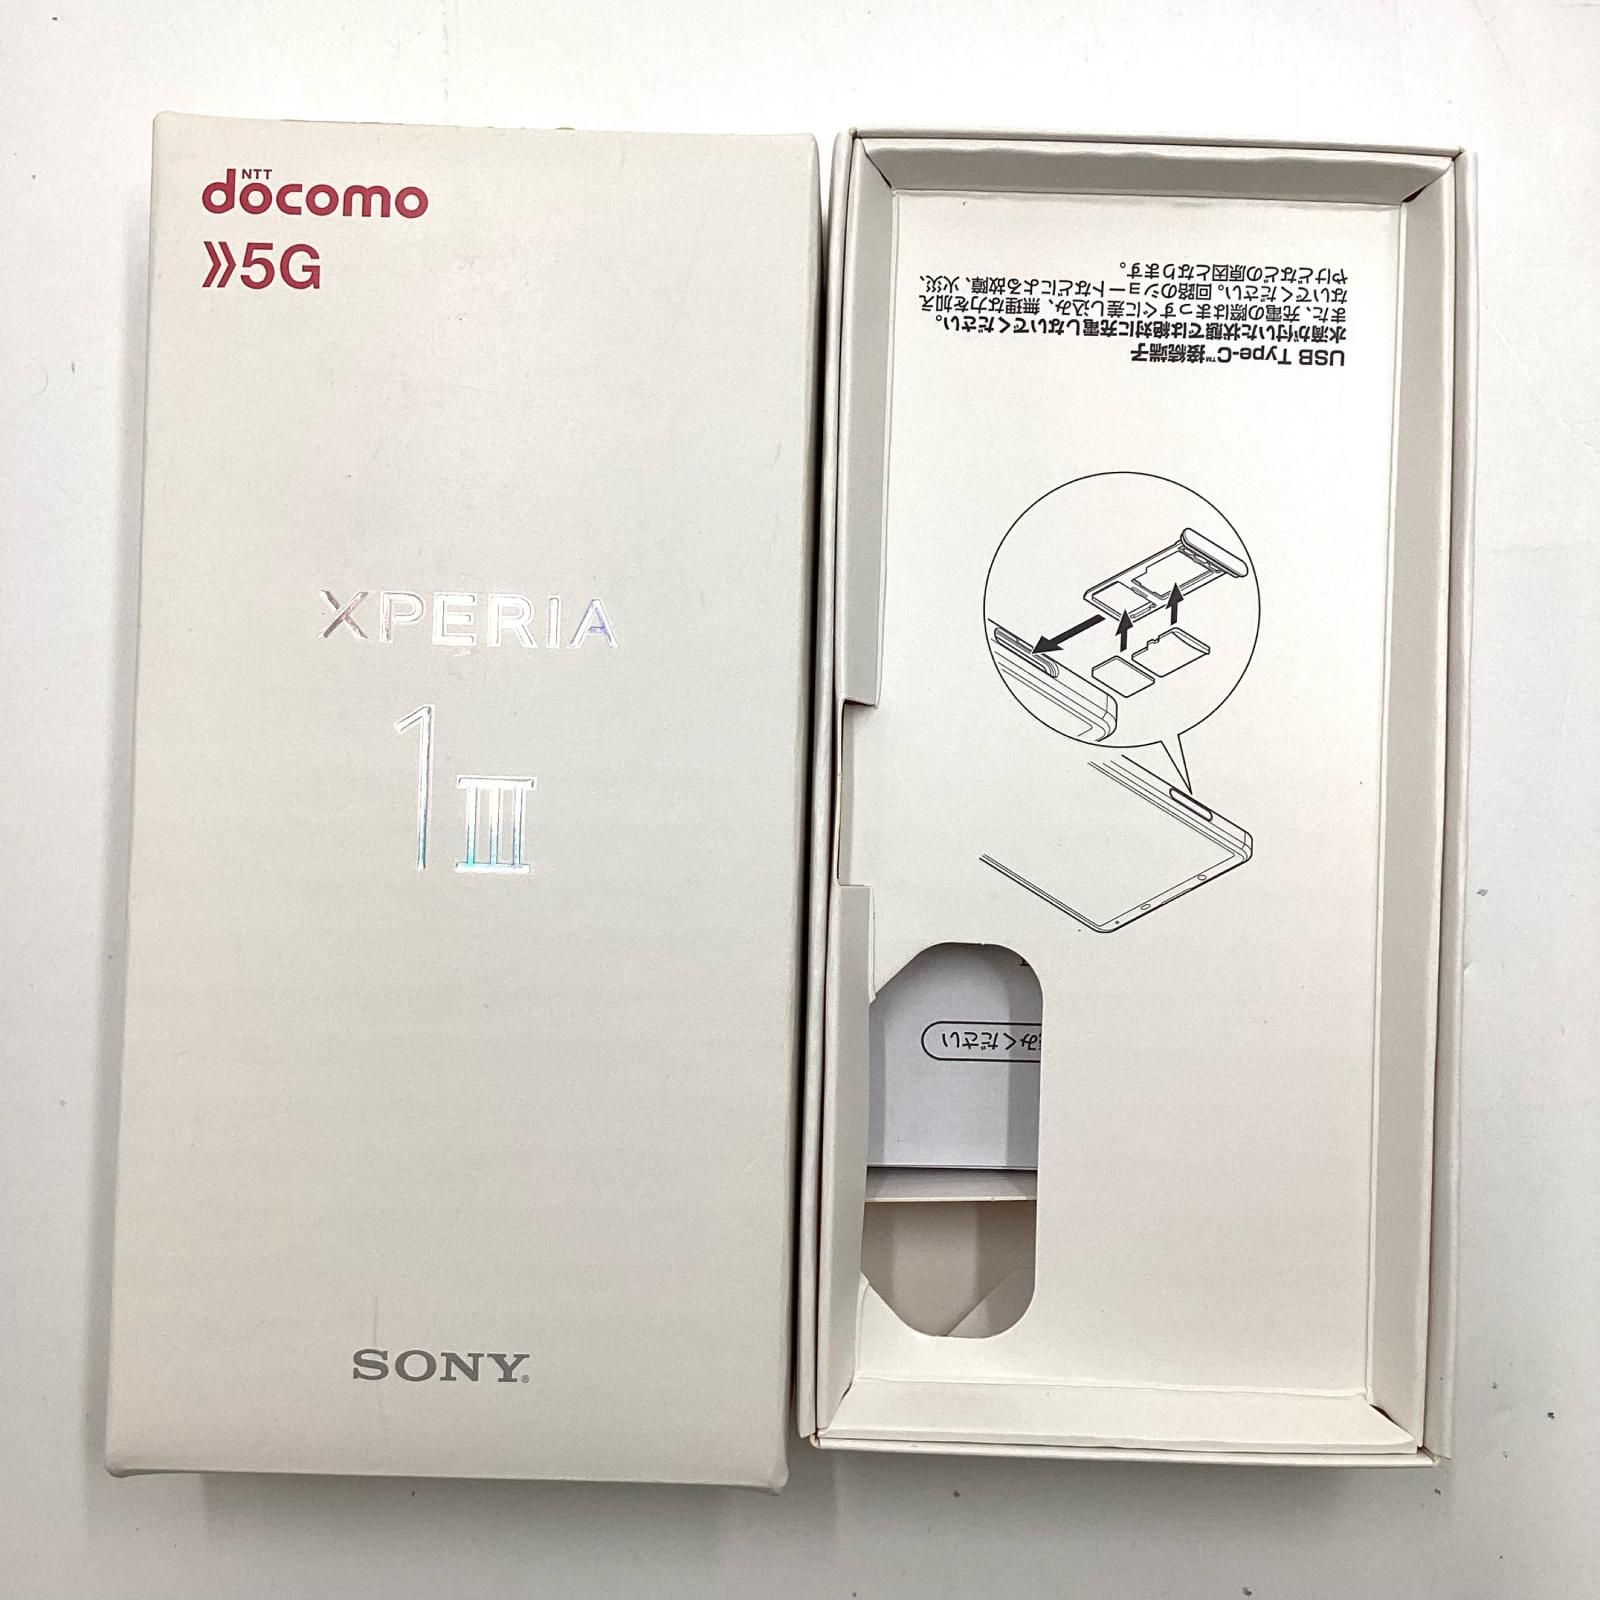 NTT
docomo
5G
XPERIA
1 III
SONY
USB Type-C™接続端子
水滴が付いた状態では絶対に充電しないでください。
また、充電の際はまっすぐに差し込み、無理な力を加え
ないでください。回路のショートなどによる故障、火災、
やけどなどの原因となります。
みください